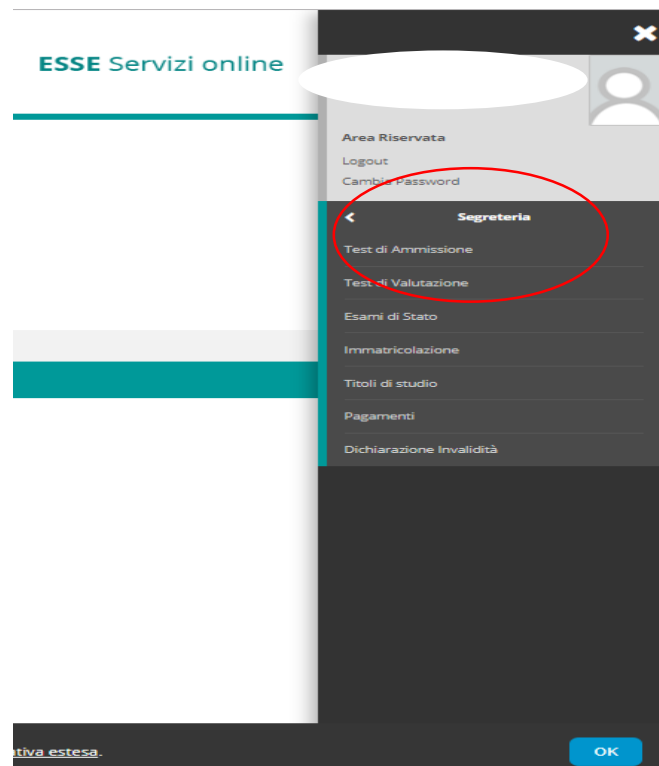 ESSE Servizi online
Area Riservata
Logout
Cambio Password
Segreteria
Test di Ammissione
Test di Valutazione
Esami di Stato
Immatricolazione
Titoli di studio
Pagamenti
Dichiarazione Invalidità
tiva estesa.
OK